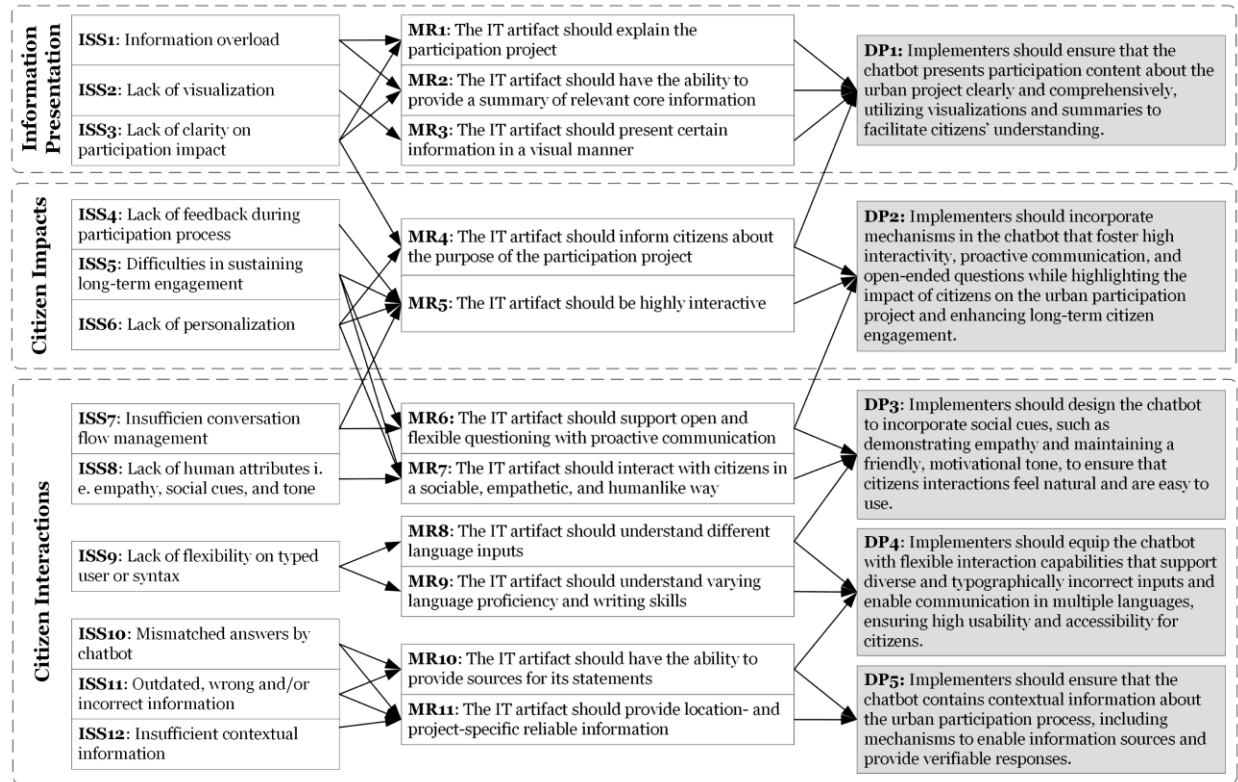 Information
Presentation
ISS1: Information overload
ISS2: Lack of visualization
ISS3: Lack of clarity on
participation impact
MR1: The IT artifact should explain the
participation project
MR2: The IT artifact should have the ability to
provide a summary of relevant core information
MR3: The IT artifact should present certain
information in a visual manner
DP1: Implementers should ensure that the
chatbot presents participation content about the
urban project clearly and comprehensively,
utilizing visualizations and summaries to
facilitate citizens' understanding.
Citizen Impacts
ISS4: Lack of feedback during
participation process
ISS5: Difficulties in sustaining
long-term engagement
ISS6: Lack of personalization
MR4: The IT artifact should inform citizens about
the purpose of the participation project
MR5: The IT artifact should be highly interactive
DP2: Implementers should incorporate
mechanisms in the chatbot that foster high
interactivity, proactive communication, and
open-ended questions while highlighting the
impact of citizens on the urban participation
project and enhancing long-term citizen
engagement.
Citizen Interactions
ISS7: Insufficien conversation
flow management
ISS8: Lack of human attributes i.
e. empathy, social cues, and tone
ISS9: Lack of flexibility on typed
user or syntax
ISS10: Mismatched answers by
chatbot
ISS11: Outdated, wrong and/or
incorrect information
ISS12: Insufficient contextual
information
MR6: The IT artifact should support open and
flexible questioning with proactive communication
MR7: The IT artifact should interact with citizens in
a sociable, empathetic, and humanlike way
MR8: The IT artifact should understand different
language inputs
MR9: The IT artifact should understand varying
language proficiency and writing skills
MR10: The IT artifact should have the ability to
provide sources for its statements
MR11: The IT artifact should provide location- and
project-specific reliable information
DP3: Implementers should design the chatbot
to incorporate social cues, such as
demonstrating empathy and maintaining a
friendly, motivational tone, to ensure that
citizens interactions feel natural and are easy to
use.
DP4: Implementers should equip the chatbot
with flexible interaction capabilities that support
diverse and typographically incorrect inputs and
enable communication in multiple languages,
ensuring high usability and accessibility for
citizens.
DP5: Implementers should ensure that the
chatbot contains contextual information about
the urban participation process, including
mechanisms to enable information sources and
provide verifiable responses.